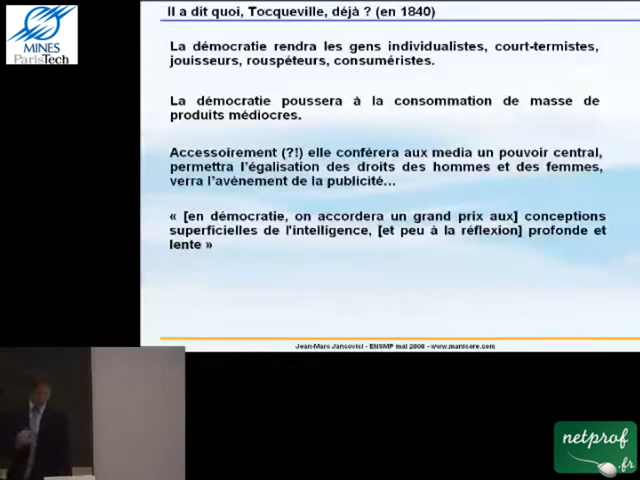 MINES
ParisTech
Il a dit quoi, Tocqueville, déjà ? (en 1840)
La démocratie rendra les gens individualistes, court-termistes,
jouisseurs, rouspéteurs, consuméristes.
La démocratie poussera à la consommation de masse de
produits médiocres.
Accessoirement (?!) elle confèrera aux media un pouvoir central,
permettra l'égalisation des droits des hommes et des femmes,
verra l'avènement de la publicité...
« [en démocratie, on accordera un grand prix aux] conceptions
superficielles de l'intelligence, [et peu à la réflexion] profonde et
lente »
Jean-Marc Jancovici - ENSMP mai 2008 - www.manicore.com
netprof
.fr